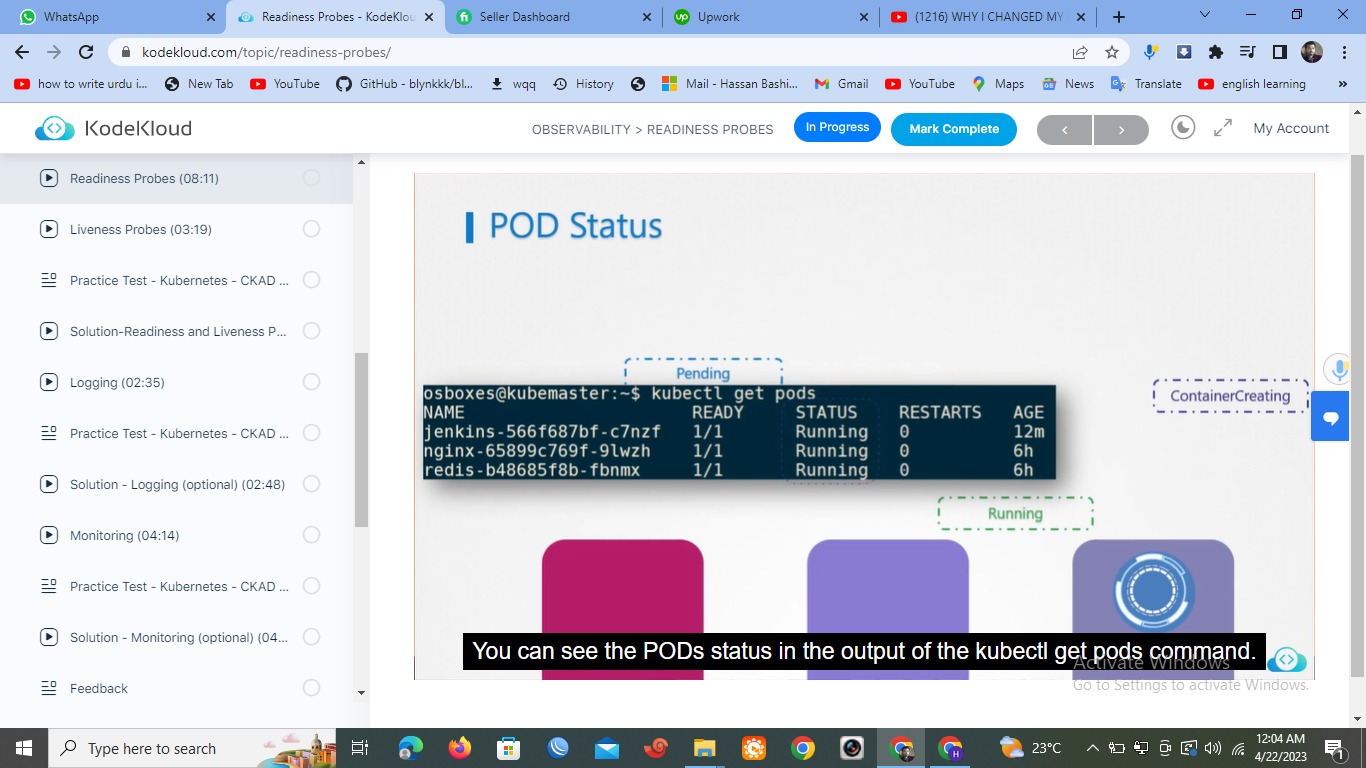 WhatsApp
Readiness Probes - KodeKlou
Seller Dashboard
Upwork
(1216) WHY I CHANGED MY
kodekloud.com/topic/readiness-probes/
how to write urdu i...
New Tab
YouTube
GitHub - blynkkk/bl...
wqq
History
Mail - Hassan Bashi...
Gmail
YouTube
Maps
News
Translate
english learning
»
KodeKloud
OBSERVABILITY > READINESS PROBES
In Progress
Mark Complete
<
>
My Account
Readiness Probes (08:11)
Liveness Probes (03:19)
Practice Test - Kubernetes - CKAD ...
Solution-Readiness and Liveness P...
Logging (02:35)
Practice Test - Kubernetes - CKAD ...
Solution - Logging (optional) (02:48)
Monitoring (04:14)
Practice Test - Kubernetes - CKAD ...
Solution - Monitoring (optional) (04...
Feedback
POD Status
Pending
ContainerCreating
osboxes@kubemaster:~$ kubectl get pods
NAME READY STATUS RESTARTS AGE
jenkins-566f687bf-c7nzf 1/1 Running 0 12m
nginx-65899c769f-9lwzh 1/1 Running 0 6h
redis-b48685f8b-fbnmx 1/1 Running 0 6h
Running
You can see the PODs status in the output of the kubectl get pods command.
Activate Windows
Go to Settings to activate Windows.
Type here to search
H
23°C
12:04 AM
4/22/2023
1